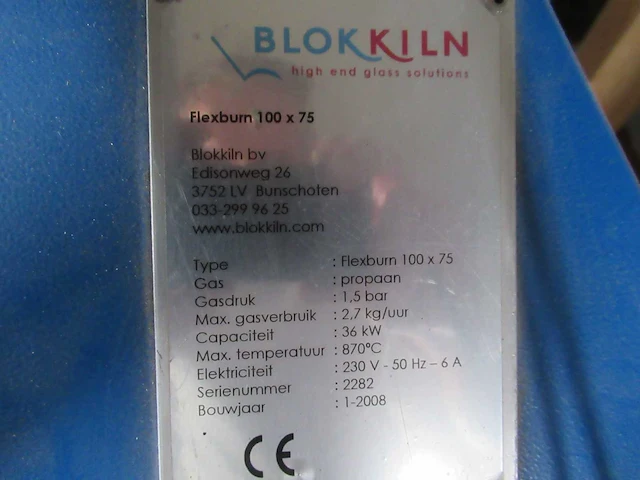 BLOKKILN
high end glass solutions
Flexburn 100 x 75
Blokkiln bv
Edisonweg 26
3752 LV Bunschoten
033-299 96 25
www.blokkiln.com
Type : Flexburn 100 x 75
Gas : propaan
Gasdruk : 1,5 bar
Max. gasverbruik : 2,7 kg/uur
Capaciteit : 36 kW
Max. temperatuur : 870°C
Elektriciteit : 230 V - 50 Hz – 6 A
Serienummer : 2282
Bouwjaar : 1-2008
CE